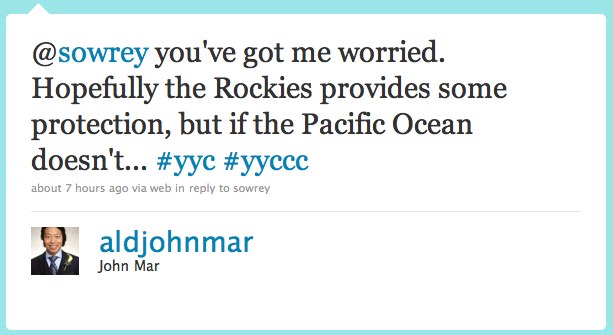 @sowrey you've got me worried.
Hopefully the Rockies provides some
protection, but if the Pacific Ocean
doesn't... #yyc #yyccc
about 7 hours ago via web in reply to sowrey
aldjohnmar
John Mar